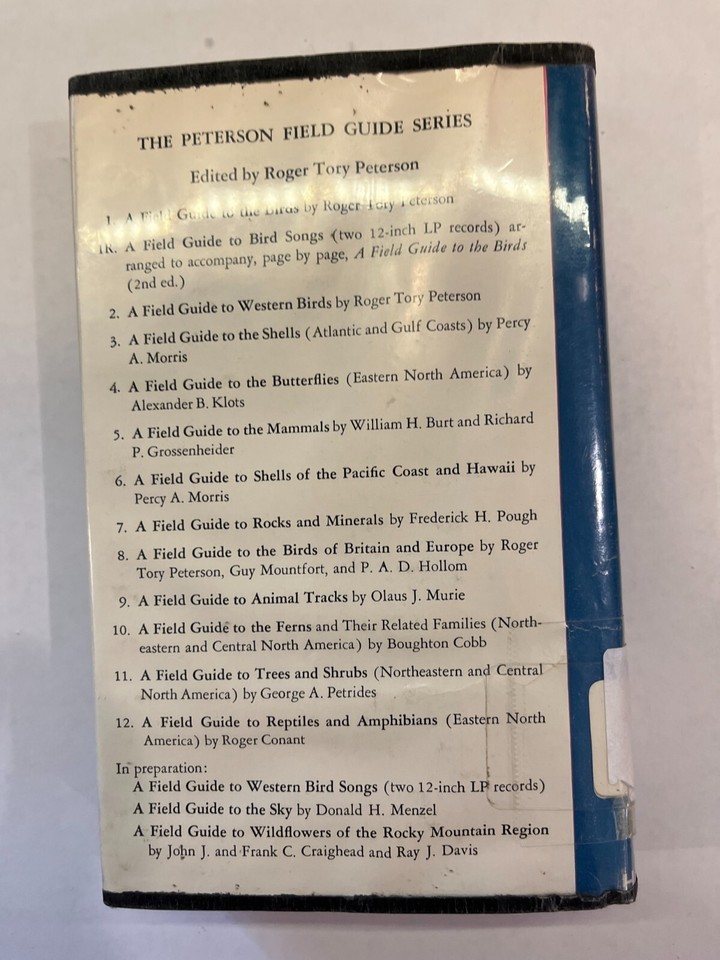 THE PETERSON FIELD GUIDE SERIES
Edited by Roger Tory Peterson
1. A Field Guide to the Birds by Roger Tory Peterson
1R. A Field Guide to Bird Songs (two 12-inch LP records) ar-
ranged to accompany, page by page, A Field Guide to the Birds
(2nd ed.)
2. A Field Guide to Western Birds by Roger Tory Peterson
3. A Field Guide to the Shells (Atlantic and Gulf Coasts) by Percy
A. Morris
4. A Field Guide to the Butterflies (Eastern North America) by
Alexander B. Klots
5. A Field Guide to the Mammals by William H. Burt and Richard
P. Grossenheider
6. A Field Guide to Shells of the Pacific Coast and Hawaii by
Percy A. Morris
7. A Field Guide to Rocks and Minerals by Frederick H. Pough
8. A Field Guide to the Birds of Britain and Europe by Roger
Tory Peterson, Guy Mountfort, and P. A. D. Hollom
9. A Field Guide to Animal Tracks by Olaus J. Murie
10. A Field Guide to the Ferns and Their Related Families (North-
eastern and Central North America) by Boughton Cobb
11. A Field Guide to Trees and Shrubs (Northeastern and Central
North America) by George A. Petrides
12. A Field Guide to Reptiles and Amphibians (Eastern North
America) by Roger Conant
In preparation:
A Field Guide to Western Bird Songs (two 12-inch LP records)
A Field Guide to the Sky by Donald H. Menzel
A Field Guide to Wildflowers of the Rocky Mountain Region
by John J. and Frank C. Craighead and Ray J. Davis